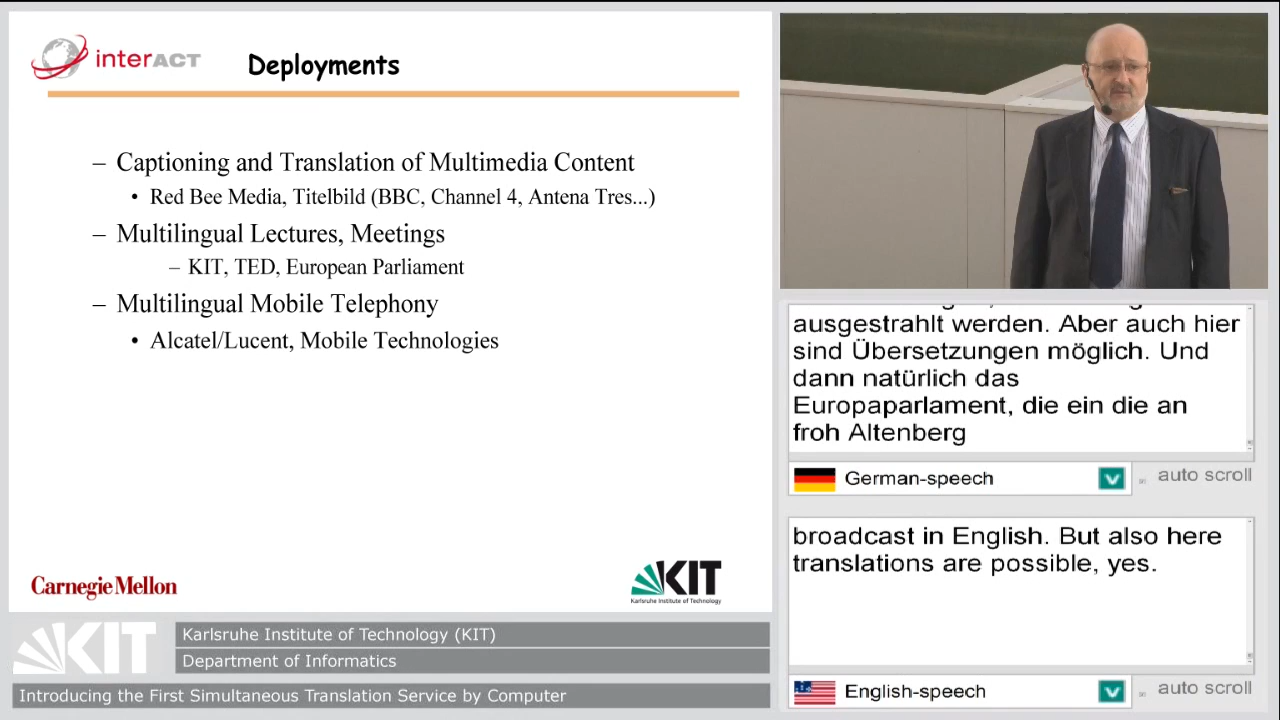 interACT
Deployments
– Captioning and Translation of Multimedia Content
• Red Bee Media, Titelbild (BBC, Channel 4, Antena Tres...)
– Multilingual Lectures, Meetings
– KIT, TED, European Parliament
– Multilingual Mobile Telephony
• Alcatel/Lucent, Mobile Technologies
Carnegie Mellon
KIT
Karlsruhe Institute of Technology
ausgestrahlt werden. Aber auch hier
sind Übersetzungen möglich. Und
dann natürlich das
Europaparlament, die ein die an
froh Altenberg
German-speech
auto scroll
broadcast in English. But also here
translations are possible, yes.
English-speech
auto scroll
KIT
Karlsruhe Institute of Technology (KIT)
Department of Informatics
Introducing the First Simultaneous Translation Service by Computer